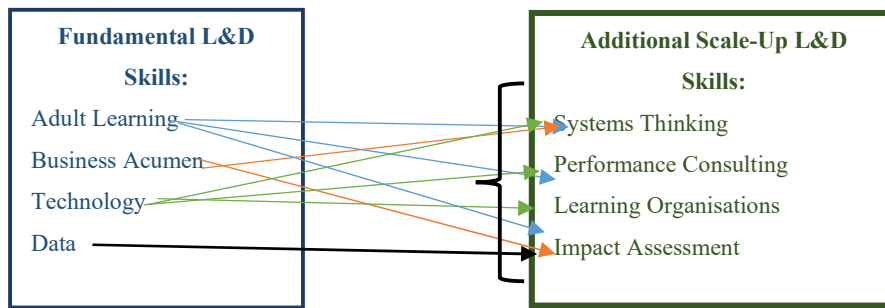 Fundamental L&D
Skills:
Adult Learning
Business Acumen
Technology
Data
Additional Scale-Up L&D
Skills:
Systems Thinking
Performance Consulting
Learning Organisations
Impact Assessment